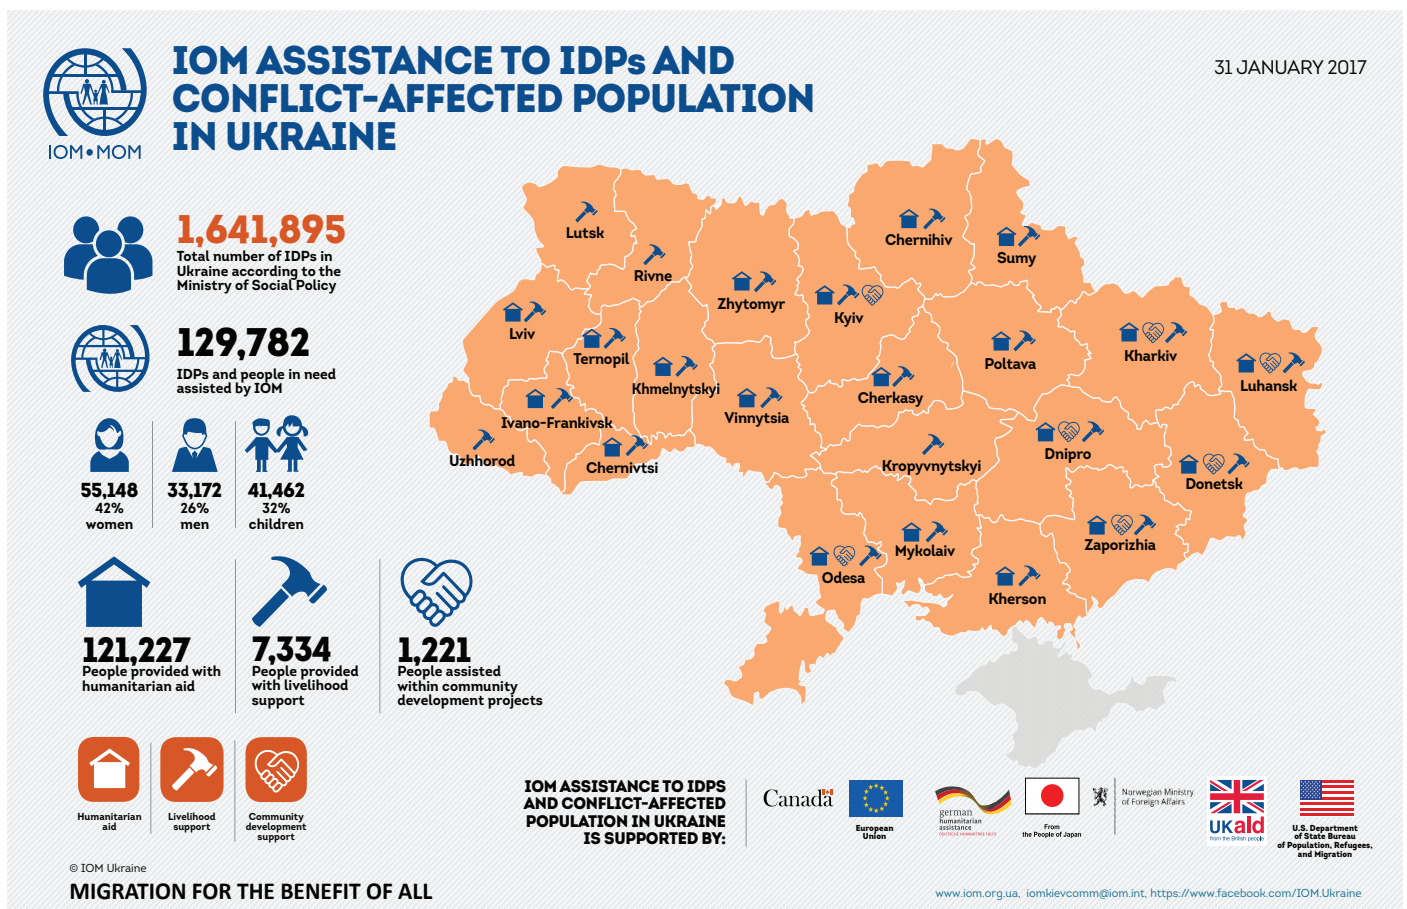 IOM ASSISTANCE TO IDPs AND
CONFLICT-AFFECTED POPULATION
IN UKRAINE
31 JANUARY 2017
IOM•MOM
1,641,895
Total number of IDPs in
Ukraine according to the
Ministry of Social Policy
129,782
IDPs and people in need
assisted by IOM
55,148
42%
women
33,172
26%
men
41,462
32%
children
121,227
People provided with
humanitarian aid
7,334
People provided
with livelihood
support
1,221
People assisted
within community
development projects
Humanitarian
aid
Livelihood
support
Community
development
support
Lutsk
Rivne
Chernihiv
Sumy
Zhytomyr
Kyiv
Lviv
Ternopil
Khmelnytskyi
Vinnytsia
Cherkasy
Poltava
Kharkiv
Luhansk
Ivano-Frankivsk
Uzhhorod
Chernivtsi
Kropyvnytskyi
Dnipro
Donetsk
Mykolaiv
Zaporizhia
Odesa
Kherson
IOM ASSISTANCE TO IDPS
AND CONFLICT-AFFECTED
POPULATION IN UKRAINE
IS SUPPORTED BY:
Canada
European
Union
german
humanitarian
assistance
DEUTSCHE HUMANITÄRE HILFE
From
the People of Japan
Norwegian Ministry
of Foreign Affairs
UKaid
from the British people
U.S. Department
of State Bureau
of Population, Refugees,
and Migration
© IOM Ukraine
MIGRATION FOR THE BENEFIT OF ALL
www.iom.org.ua, iomkievcomm@iom.int, https://www.facebook.com/IOM.Ukraine